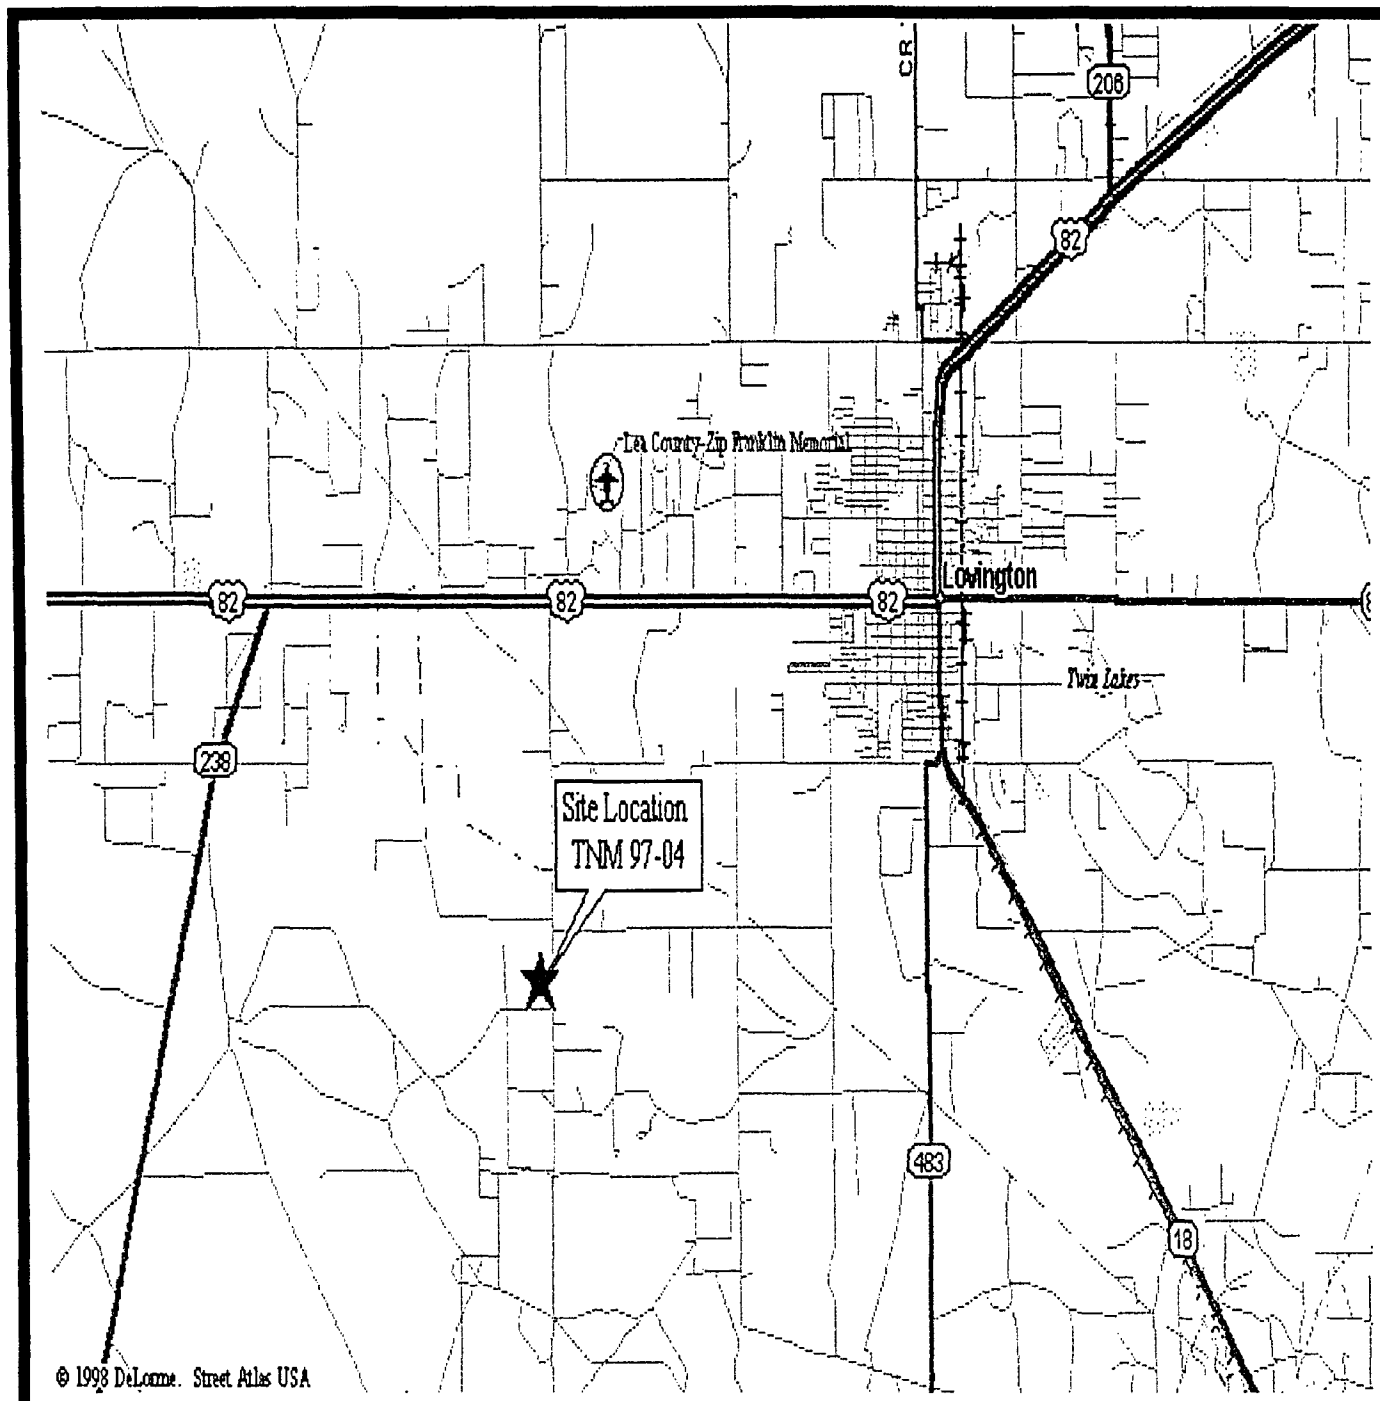 CR
206
82
Lea County-Zip Franklin Memorial
82
82
82
Lovington
Twin Lakes
238
Site Location
TNM 97-04
483
18
© 1998 DeLorme. Street Atlas USA